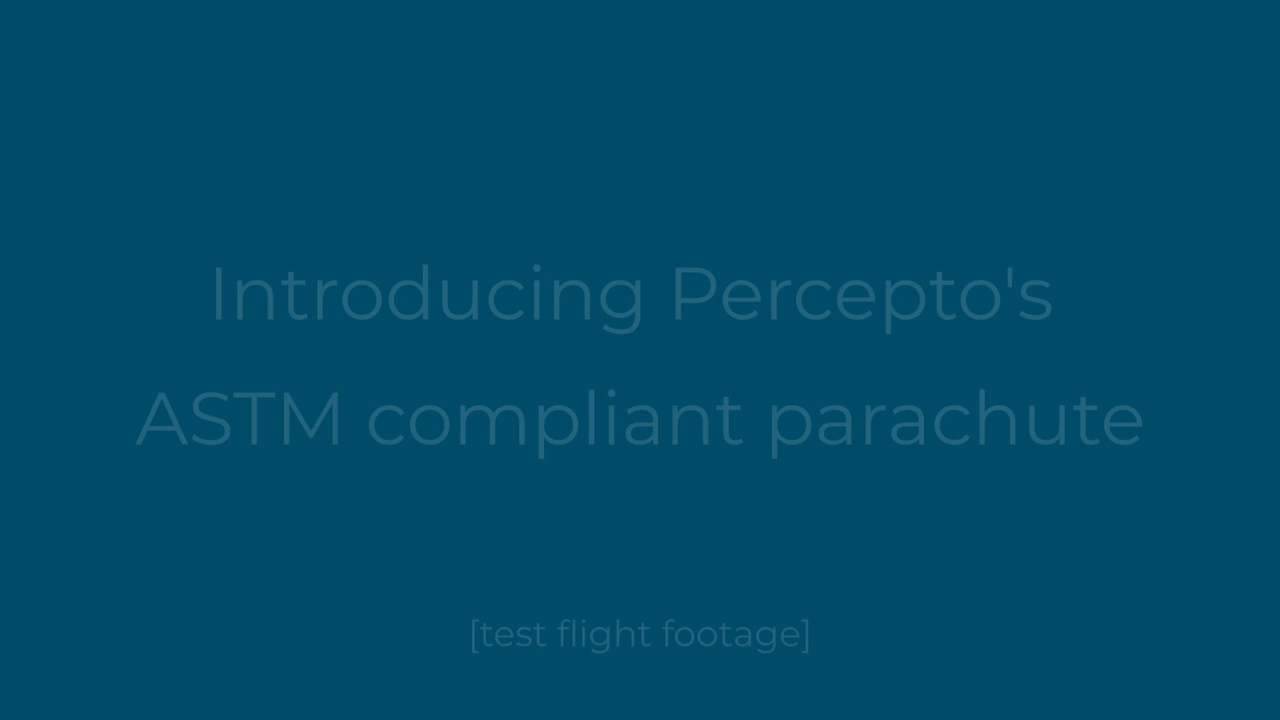 Introducing Percepto's
ASTM compliant parachute
[test flight footage]